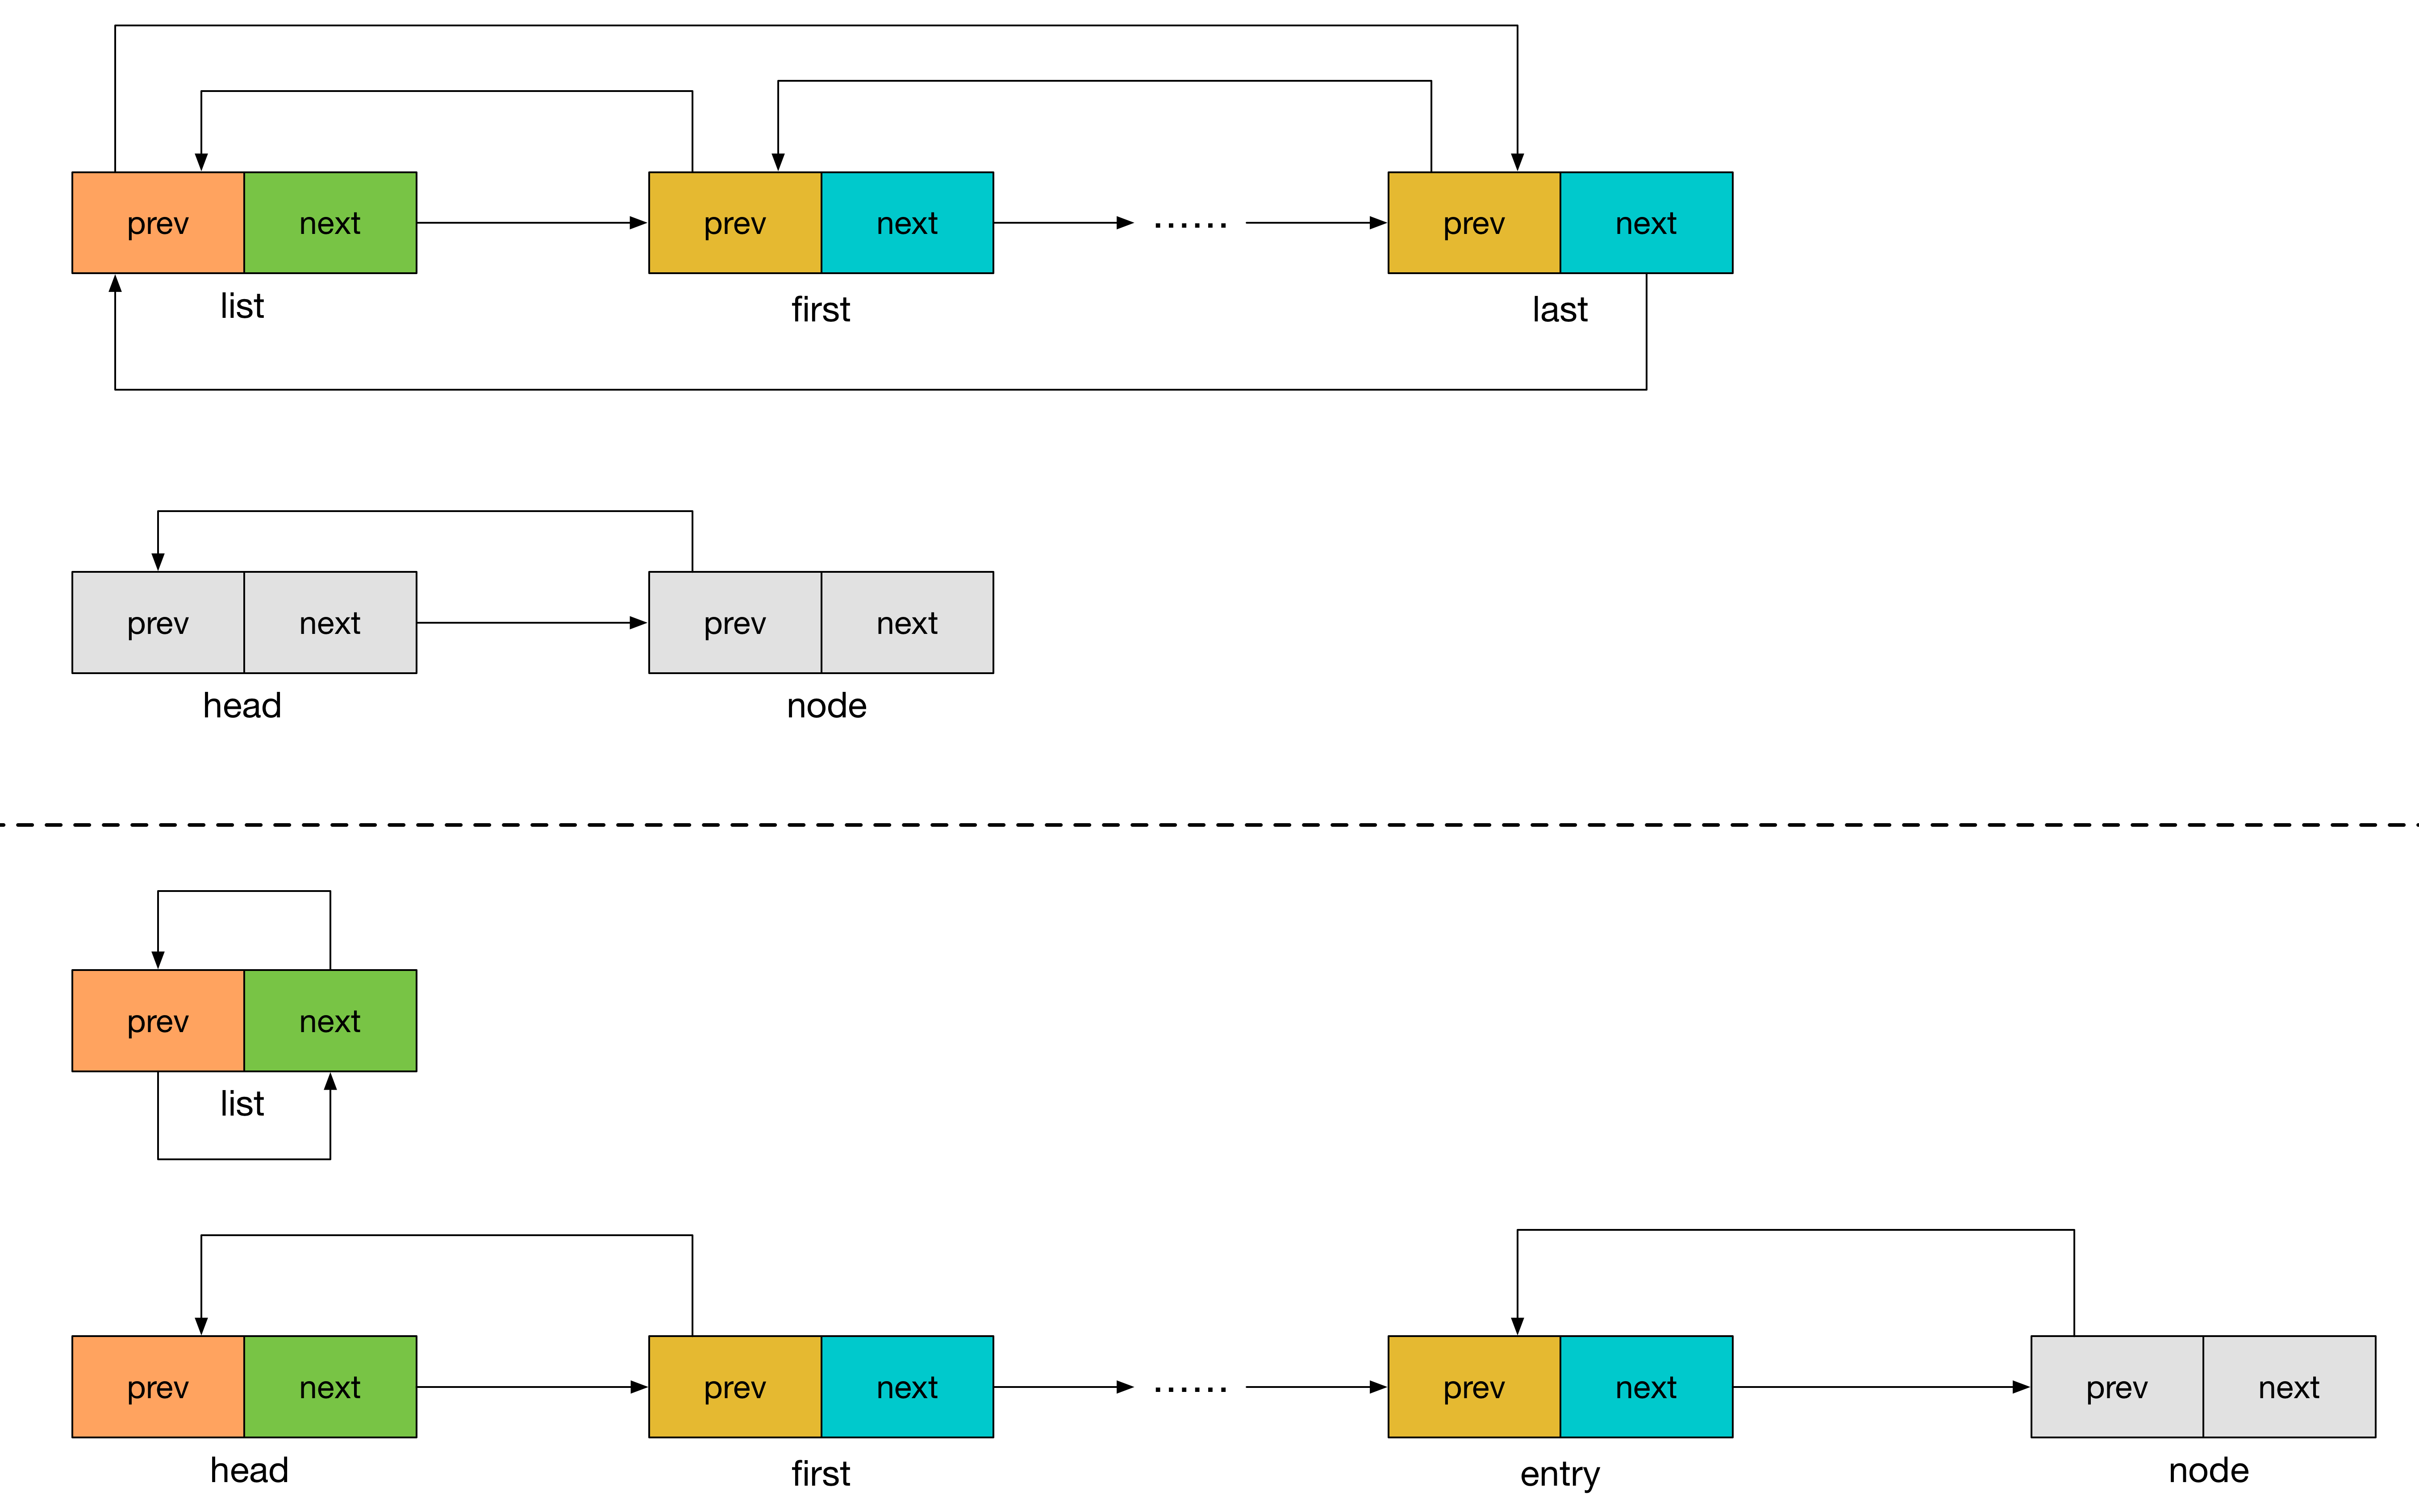 prev next prev next ...... prev next
list first last
prev next prev next
head node
prev next
list
prev next prev next ...... prev next prev next
head first entry node